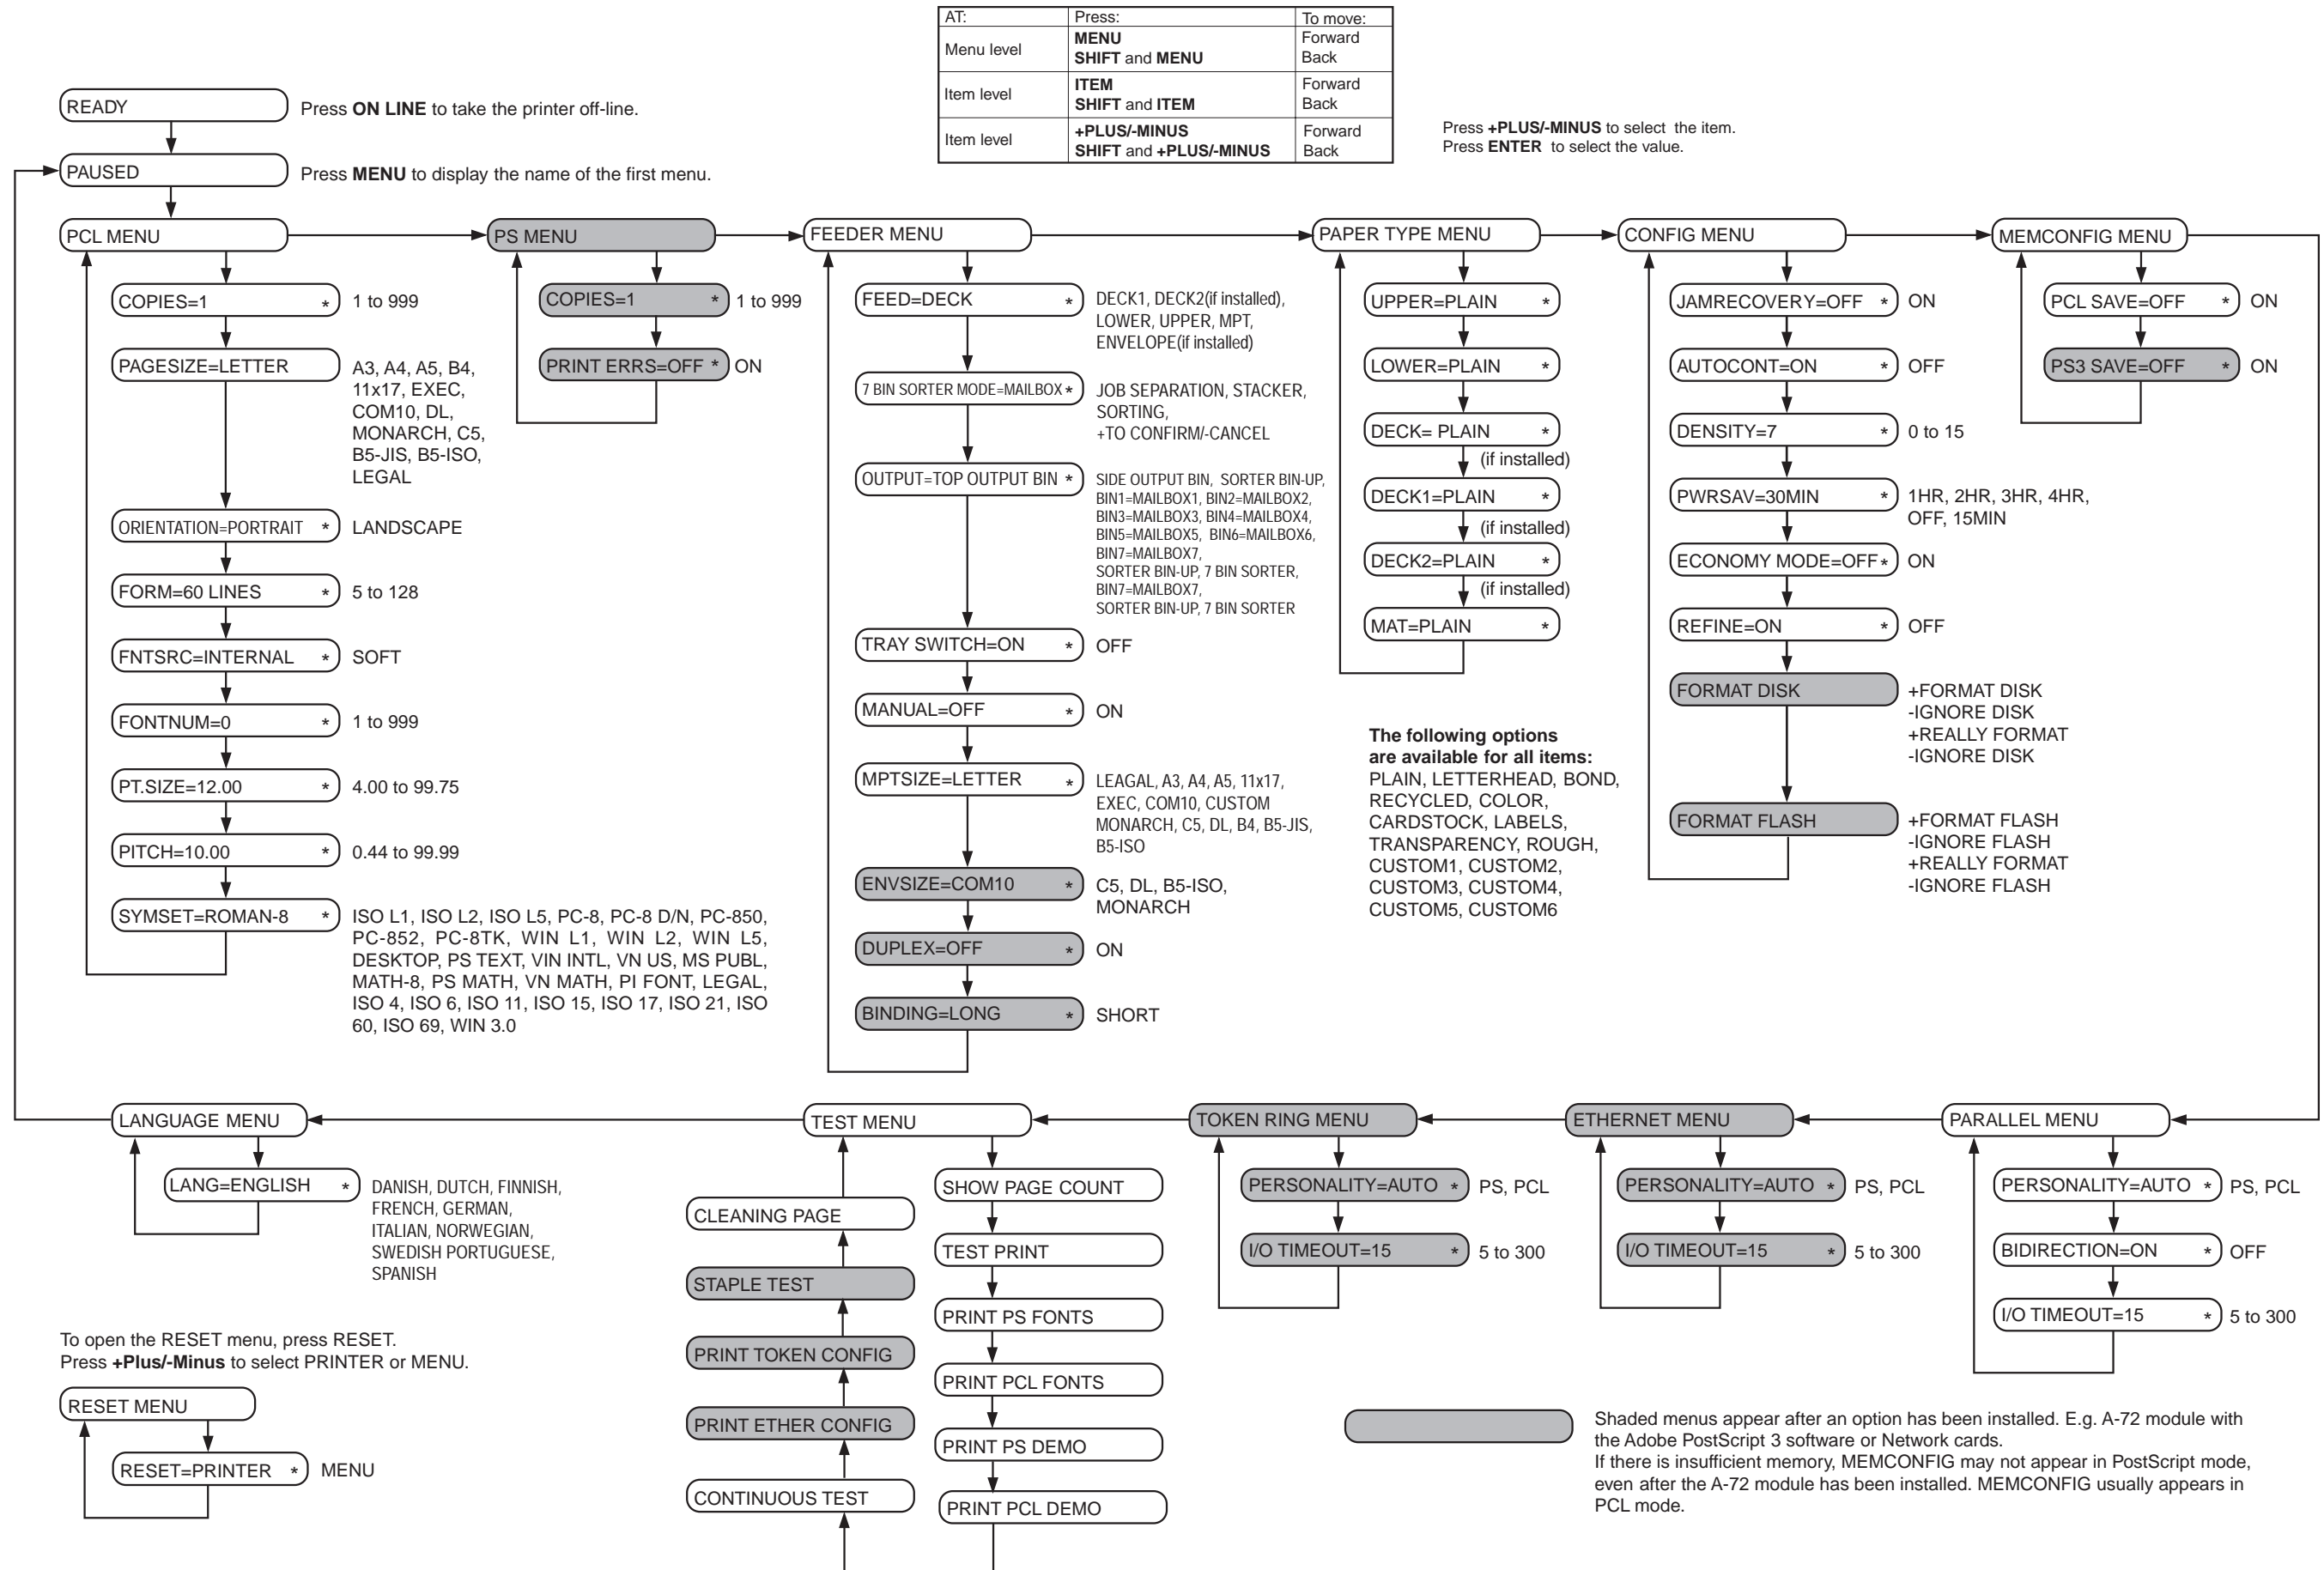 AT: Press: To move:
Menu level MENU Forward
SHIFT and MENU Back
Item level ITEM Forward
SHIFT and ITEM Back
Item level +PLUS/-MINUS Forward
SHIFT and +PLUS/-MINUS Back
Press +PLUS/-MINUS to select the item.
Press ENTER to select the value.
READY
Press ON LINE to take the printer off-line.
PAUSED
Press MENU to display the name of the first menu.
PCL MENU
COPIES=1 * 1 to 999
PAGESIZE=LETTER
A3, A4, A5, B4,
11x17, EXEC,
COM10, DL,
MONARCH, C5,
B5-JIS, B5-ISO,
LEGAL
ORIENTATION=PORTRAIT * LANDSCAPE
FORM=60 LINES * 5 to 128
FNTSRC=INTERNAL * SOFT
FONTNUM=0 * 1 to 999
PT.SIZE=12.00 * 4.00 to 99.75
PITCH=10.00 * 0.44 to 99.99
SYMSET=ROMAN-8 *
ISO L1, ISO L2, ISO L5, PC-8, PC-8 D/N, PC-850,
PC-852, PC-8TK, WIN L1, WIN L2, WIN L5,
DESKTOP, PS TEXT, VIN INTL, VN US, MS PUBL,
MATH-8, PS MATH, VN MATH, PI FONT, LEGAL,
ISO 4, ISO 6, ISO 11, ISO 15, ISO 17, ISO 21, ISO
60, ISO 69, WIN 3.0
PS MENU
COPIES=1 * 1 to 999
PRINT ERRS=OFF * ON
FEEDER MENU
FEED=DECK *
DECK1, DECK2(if installed),
LOWER, UPPER, MPT,
ENVELOPE(if installed)
7 BIN SORTER MODE=MAILBOX *
JOB SEPARATION, STACKER,
SORTING,
+TO CONFIRM/-CANCEL
OUTPUT=TOP OUTPUT BIN *
SIDE OUTPUT BIN, SORTER BIN-UP,
BIN1=MAILBOX1, BIN2=MAILBOX2,
BIN3=MAILBOX3, BIN4=MAILBOX4,
BIN5=MAILBOX5, BIN6=MAILBOX6,
BIN7=MAILBOX7,
SORTER BIN-UP, 7 BIN SORTER,
BIN7=MAILBOX7,
SORTER BIN-UP, 7 BIN SORTER
TRAY SWITCH=ON * OFF
MANUAL=OFF * ON
MPTSIZE=LETTER *
LEAGAL, A3, A4, A5, 11x17,
EXEC, COM10, CUSTOM
MONARCH, C5, DL, B4, B5-JIS,
B5-ISO
ENVSIZE=COM10 *
C5, DL, B5-ISO,
MONARCH
DUPLEX=OFF * ON
BINDING=LONG * SHORT
PAPER TYPE MENU
UPPER=PLAIN *
LOWER=PLAIN *
DECK= PLAIN *
(if installed)
DECK1=PLAIN *
(if installed)
DECK2=PLAIN *
(if installed)
MAT=PLAIN *
The following options
are available for all items:
PLAIN, LETTERHEAD, BOND,
RECYCLED, COLOR,
CARDSTOCK, LABELS,
TRANSPARENCY, ROUGH,
CUSTOM1, CUSTOM2,
CUSTOM3, CUSTOM4,
CUSTOM5, CUSTOM6
CONFIG MENU
JAMRECOVERY=OFF * ON
AUTOCONT=ON * OFF
DENSITY=7 * 0 to 15
PWRSAV=30MIN *
1HR, 2HR, 3HR, 4HR,
OFF, 15MIN
ECONOMY MODE=OFF * ON
REFINE=ON * OFF
FORMAT DISK
+FORMAT DISK
-IGNORE DISK
+REALLY FORMAT
-IGNORE DISK
FORMAT FLASH
+FORMAT FLASH
-IGNORE FLASH
+REALLY FORMAT
-IGNORE FLASH
MEMCONFIG MENU
PCL SAVE=OFF * ON
PS3 SAVE=OFF * ON
PARALLEL MENU
PERSONALITY=AUTO * PS, PCL
BIDIRECTION=ON * OFF
I/O TIMEOUT=15 * 5 to 300
ETHERNET MENU
PERSONALITY=AUTO * PS, PCL
I/O TIMEOUT=15 * 5 to 300
TOKEN RING MENU
PERSONALITY=AUTO * PS, PCL
I/O TIMEOUT=15 * 5 to 300
TEST MENU
SHOW PAGE COUNT
TEST PRINT
PRINT PS FONTS
PRINT PCL FONTS
PRINT PS DEMO
PRINT PCL DEMO
CLEANING PAGE
STAPLE TEST
PRINT TOKEN CONFIG
PRINT ETHER CONFIG
CONTINUOUS TEST
LANGUAGE MENU
LANG=ENGLISH *
DANISH, DUTCH, FINNISH,
FRENCH, GERMAN,
ITALIAN, NORWEGIAN,
SWEDISH PORTUGUESE,
SPANISH
To open the RESET menu, press RESET.
Press +Plus/-Minus to select PRINTER or MENU.
RESET MENU
RESET=PRINTER * MENU
Shaded menus appear after an option has been installed. E.g. A-72 module with
the Adobe PostScript 3 software or Network cards.
If there is insufficient memory, MEMCONFIG may not appear in PostScript mode,
even after the A-72 module has been installed. MEMCONFIG usually appears in
PCL mode.